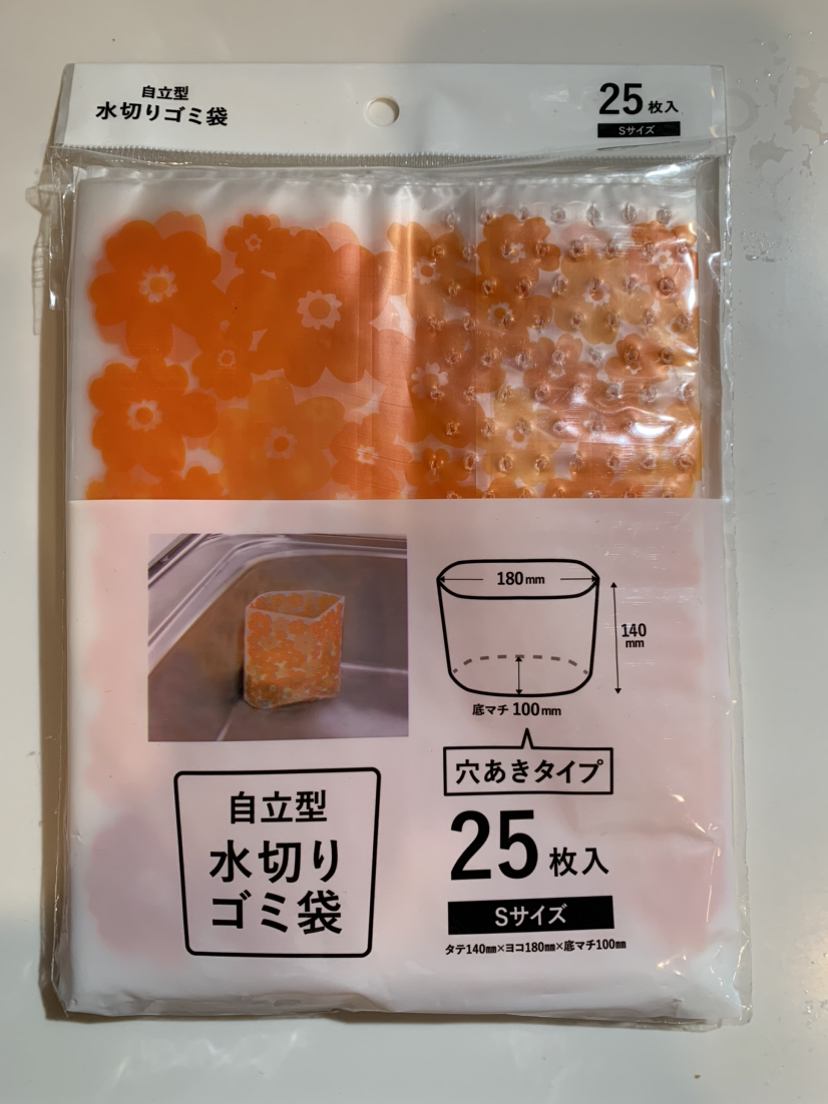 自立型
水切りゴミ袋
25枚入
Sサイズ
180mm
140
mm
底マチ100mm
穴あきタイプ
自立型
水切り
ゴミ袋
25枚入
Sサイズ
タテ140㎜×ヨコ180㎜×底マチ100㎜